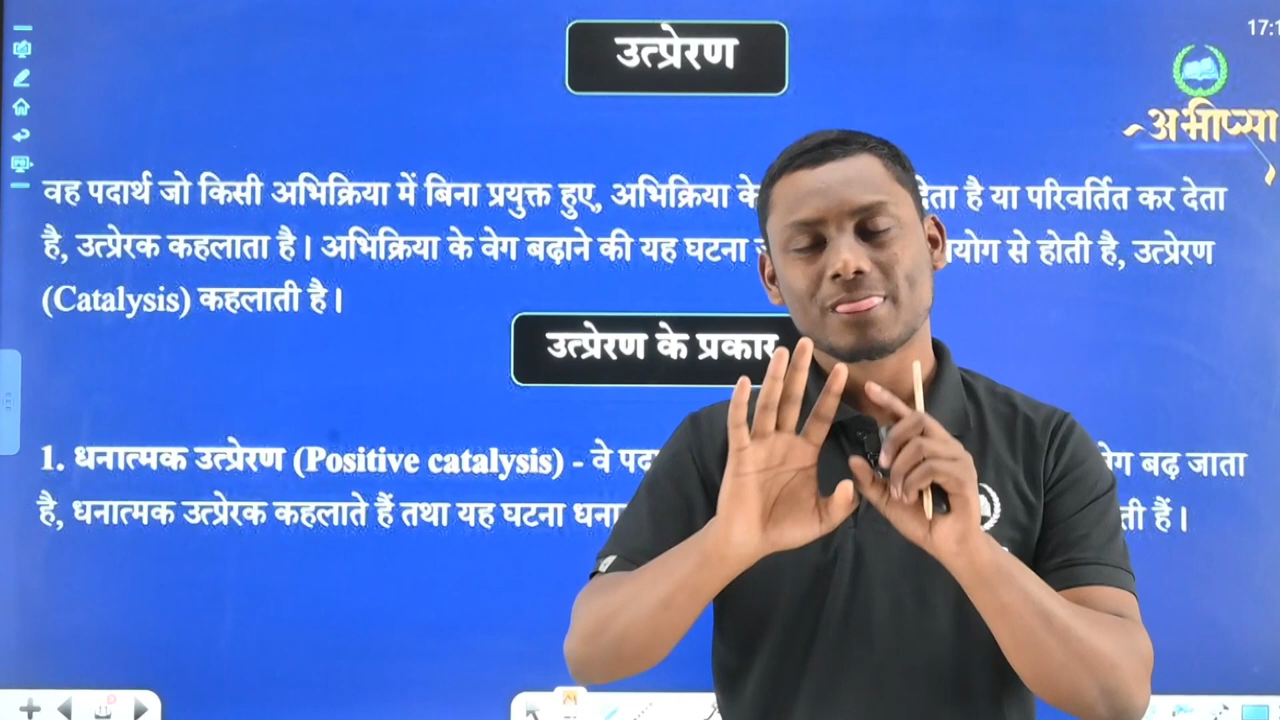 उत्प्रेरण
17:1
अभीप्सा
वह पदार्थ जो किसी अभिक्रिया में बिना प्रयुक्त हुए, अभिक्रिया के देता है या परिवर्तित कर देता
है, उत्प्रेरक कहलाता है। अभिक्रिया के वेग बढ़ाने की यह घटना से होती है, उत्प्रेरण
(Catalysis) कहलाती है।
उत्प्रेरण के प्रकार
1. धनात्मक उत्प्रेरण (Positive catalysis) - वे बढ़ जाता
है, धनात्मक उत्प्रेरक कहलाते हैं तथा यह घटना हैं।